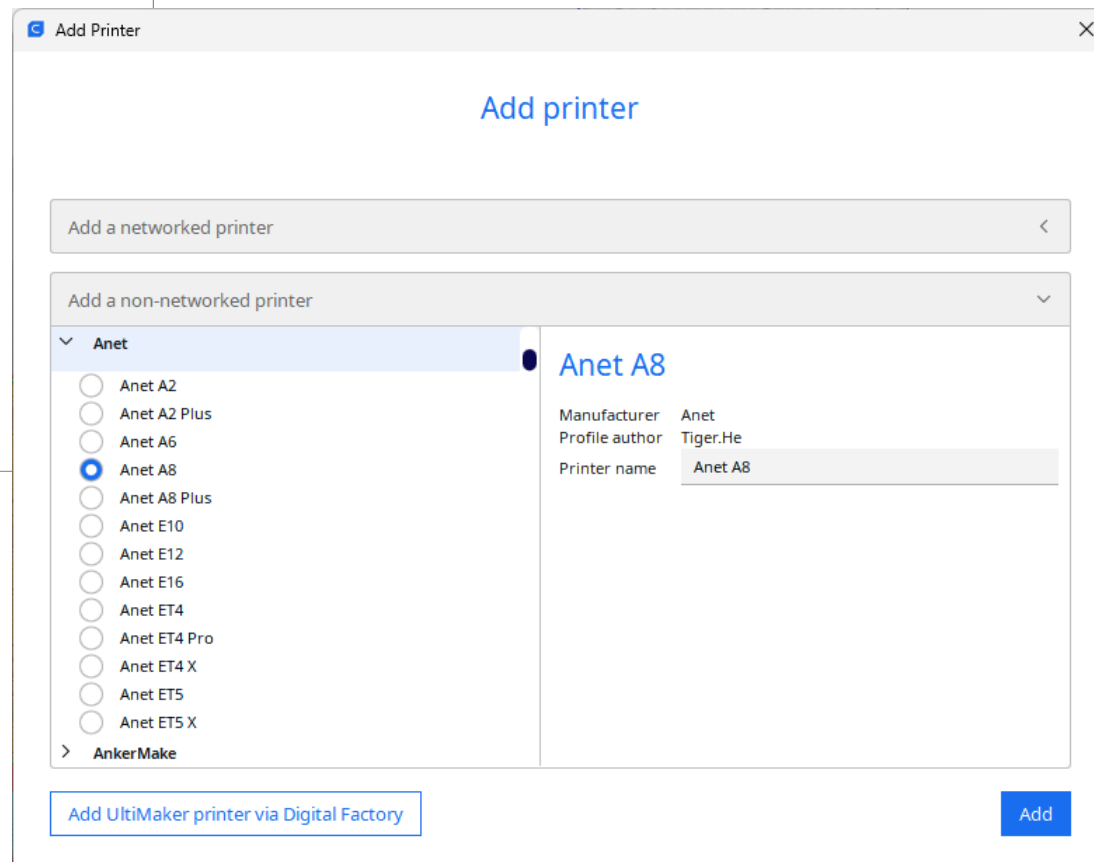 Add Printer
Add printer
Add a networked printer
Add a non-networked printer
Anet
Anet A2
Anet A2 Plus
Anet A6
Anet A8
Anet A8 Plus
Anet E10
Anet E12
Anet E16
Anet ET4
Anet ET4 Pro
Anet ET4 X
Anet ET5
Anet ET5 X
AnkerMake
Anet A8
Manufacturer Anet
Profile author Tiger.He
Printer name Anet A8
Add UltiMaker printer via Digital Factory
Add